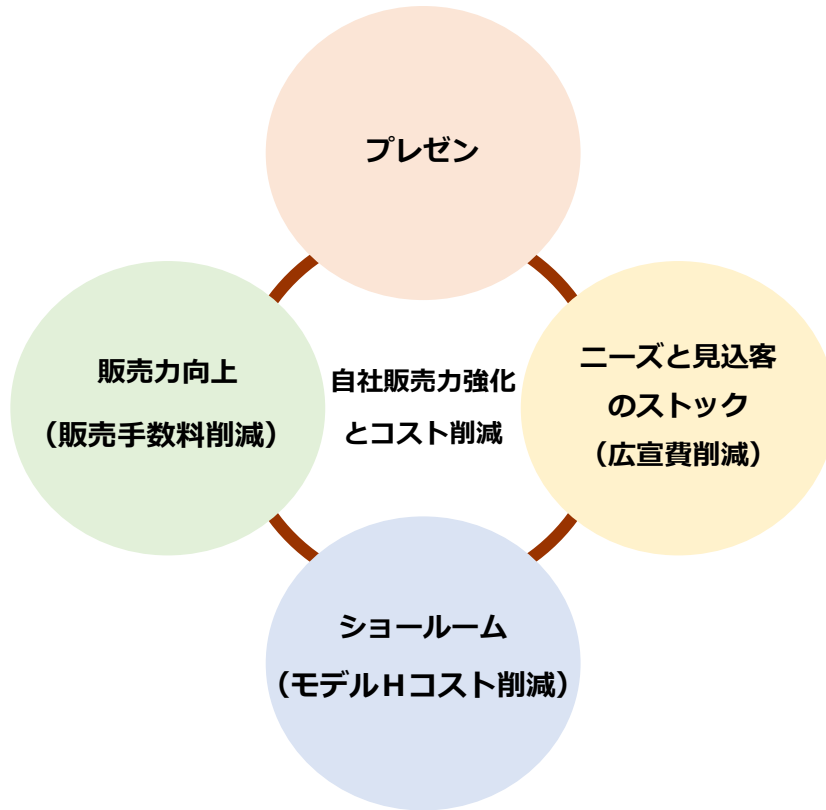 プレゼン
ニーズと見込客
のストック
（広宣費削減）
ショールーム
（モデルＨコスト削減）
販売力向上
（販売手数料削減）
自社販売力強化
とコスト削減